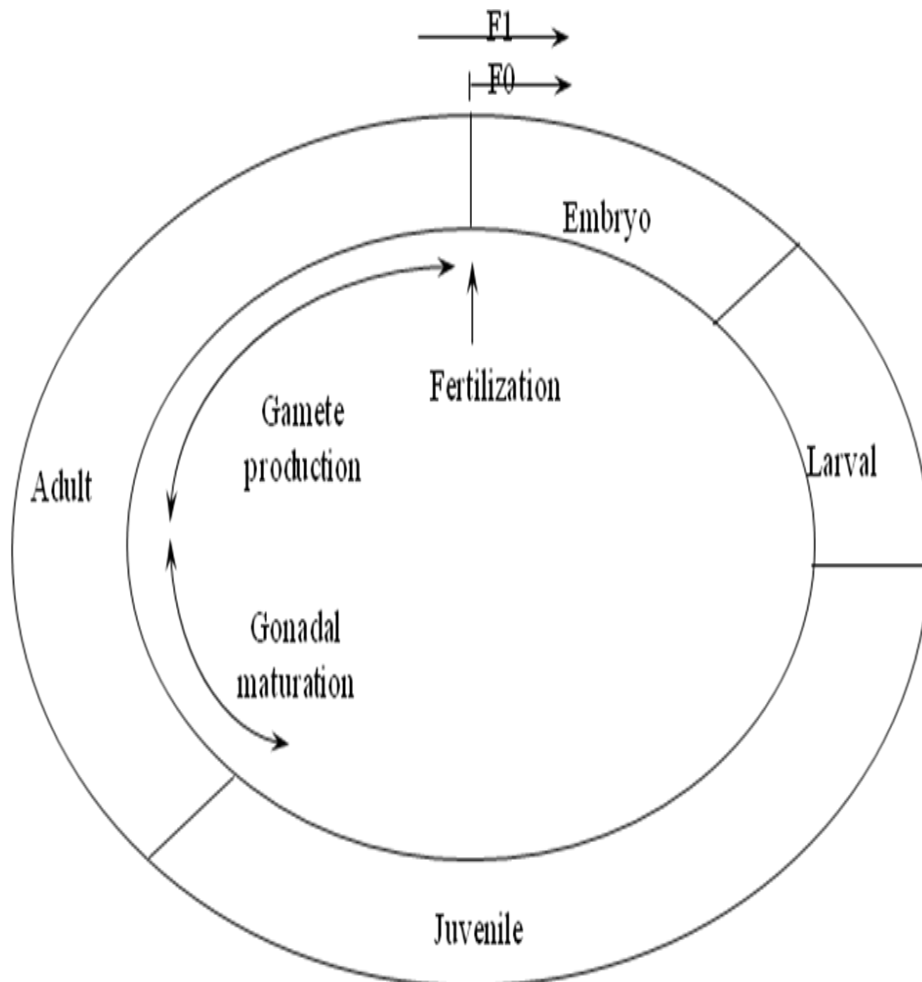 F1
F0
Embryo
Fertilization
Gamete
production
Larval
Adult
Gonadal
maturation
Juvenile